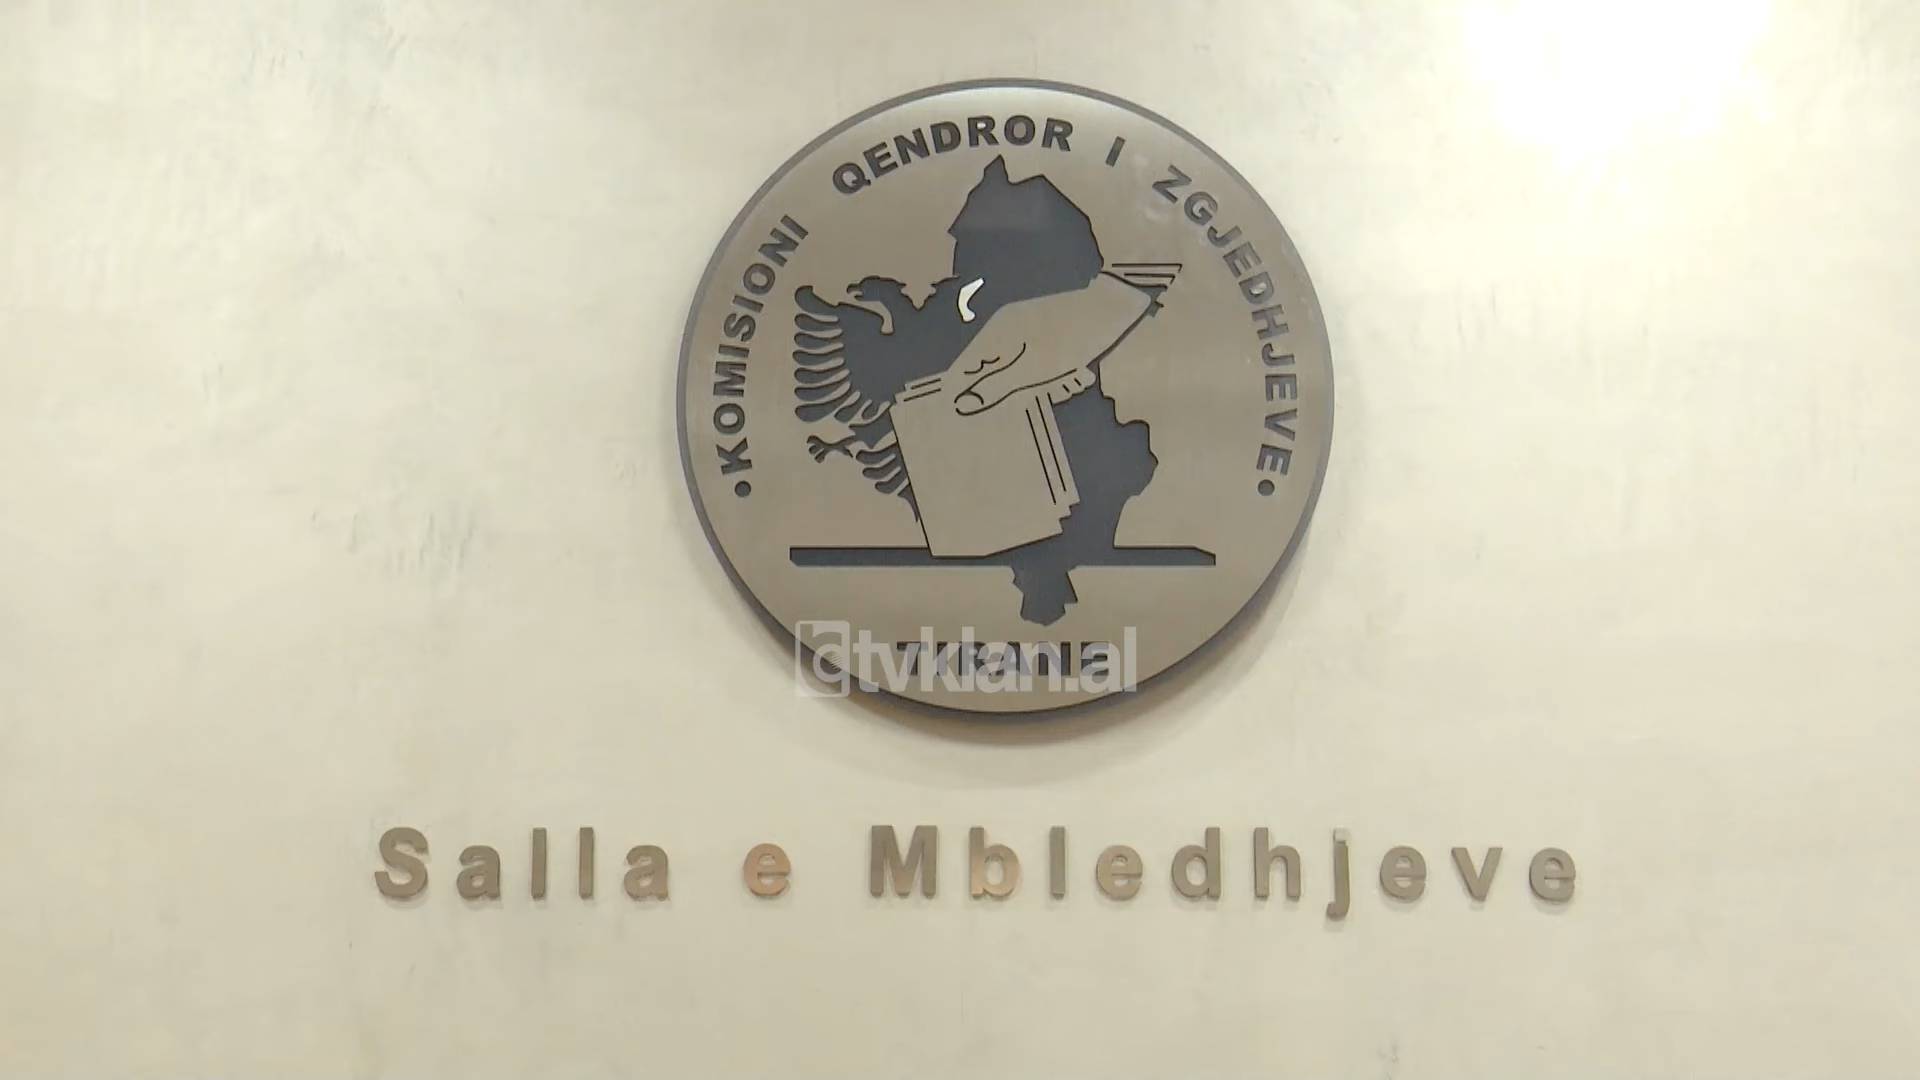 • KOMISIONI QENDROR I ZGJEDHJEVE •
TIRANE
tvklan.al
Salla e Mbledhjeve